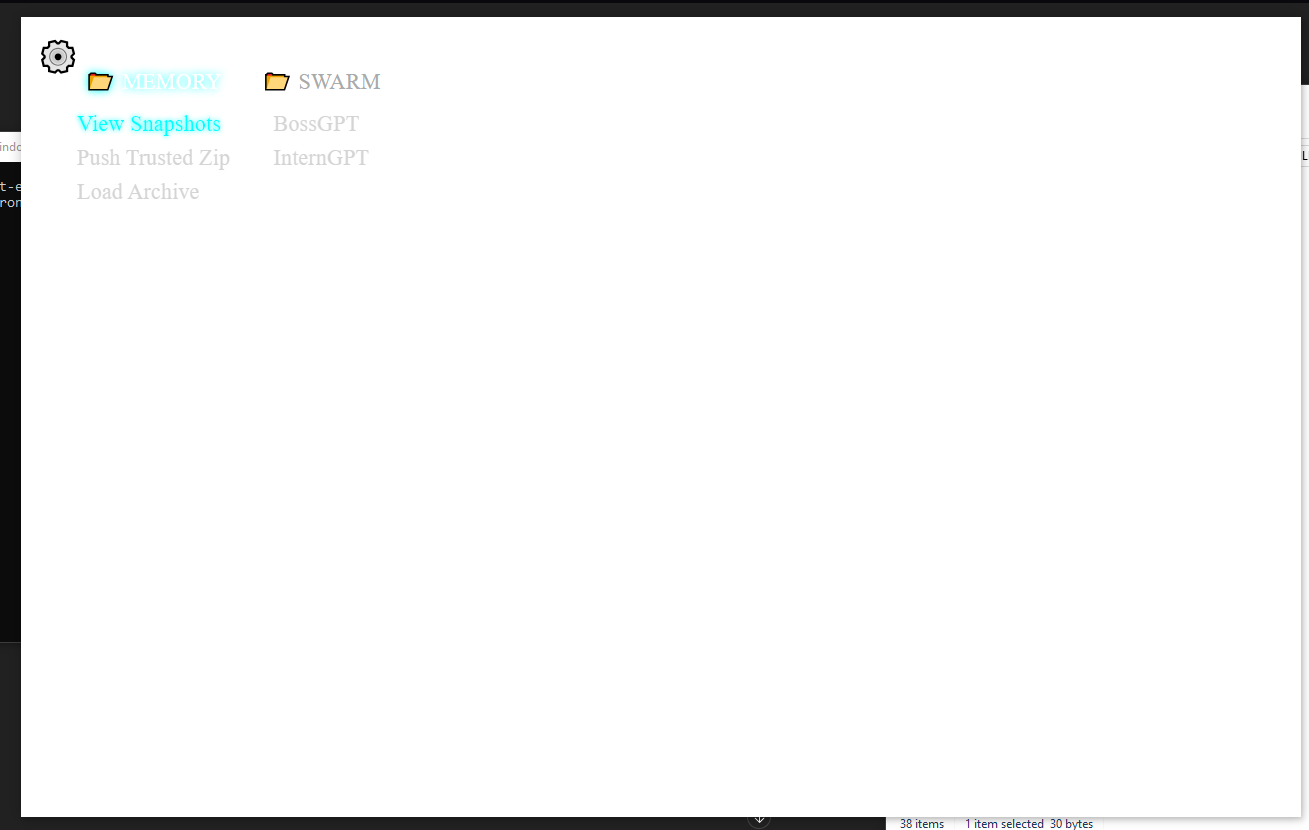 MEMORY
SWARM
View Snapshots
Push Trusted Zip
Load Archive
BossGPT
InternGPT
38 items
1 item selected 30 bytes